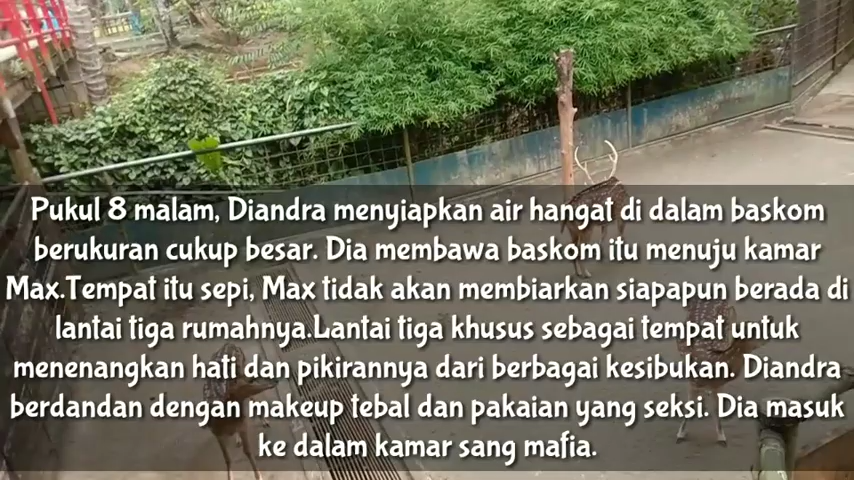 Pukul 8 malam, Diandra menyiapkan air hangat di dalam baskom
berukuran cukup besar. Dia membawa baskom itu menuju kamar
Max.Tempat itu sepi, Max tidak akan membiarkan siapapun berada di
lantai tiga rumahnya.Lantai tiga khusus sebagai tempat untuk
menenangkan hati dan pikirannya dari berbagai kesibukan. Diandra
berdandan dengan makeup tebal dan pakaian yang seksi. Dia masuk
ke dalam kamar sang mafia.